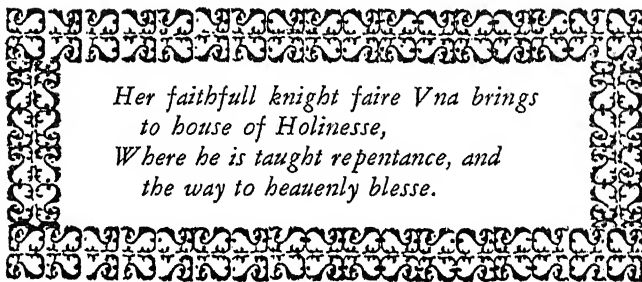 Her faithfull knight faire Vna brings
to house of Holinesse,
Where he is taught repentance, and
the way to heauenly blesse.